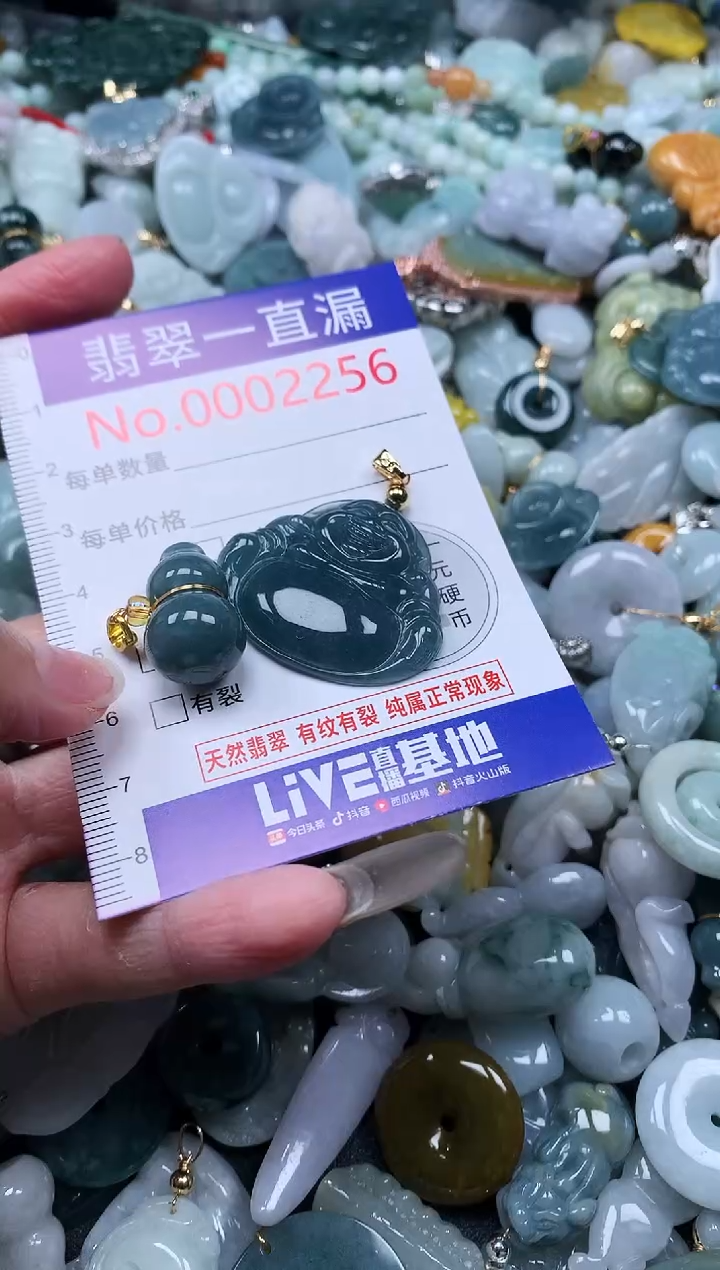 翡翠一直漏
No.0002256
0
1
2
每单数量
3
每单价格
4
元
硬
币
5
6
有裂
天然翡翠 有纹有裂 纯属正常现象
7
LiVE直播基地
今日头条 抖音 西瓜视频 抖音火山版
8